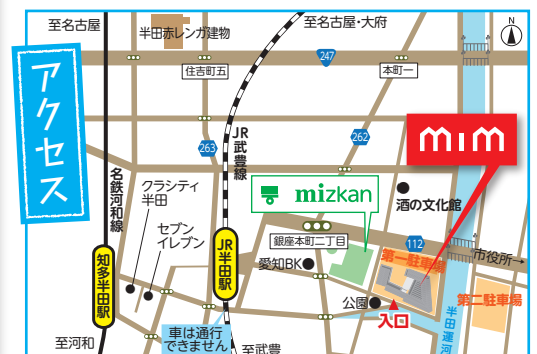 アクセス
至名古屋
半田赤レンガ建物
至名古屋・大府
N
247
住吉町五
本町一
263
JR武豊線
262
mım
名鉄河和線
クラシティ
半田
mizkan
酒の文化館
セブン
イレブン
銀座本町二丁目
112
市役所
知多半田駅
JR半田駅
愛知BK
第一駐車場
公園
入口
第二駐車場
半田運河
車は通行
できません
至河和
至武豊